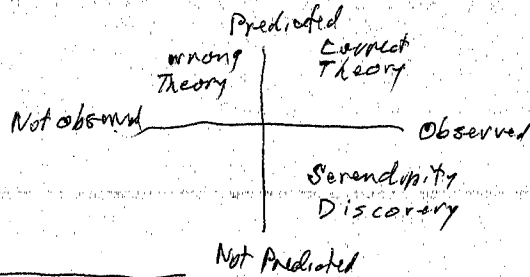 Predicted
wrong
Theory
Correct
Theory
Not observed
Observed
Serendipity
Discovery
Not Predicted